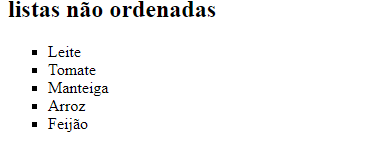 listas não ordenadas
Leite
Tomate
Manteiga
Arroz
Feijão